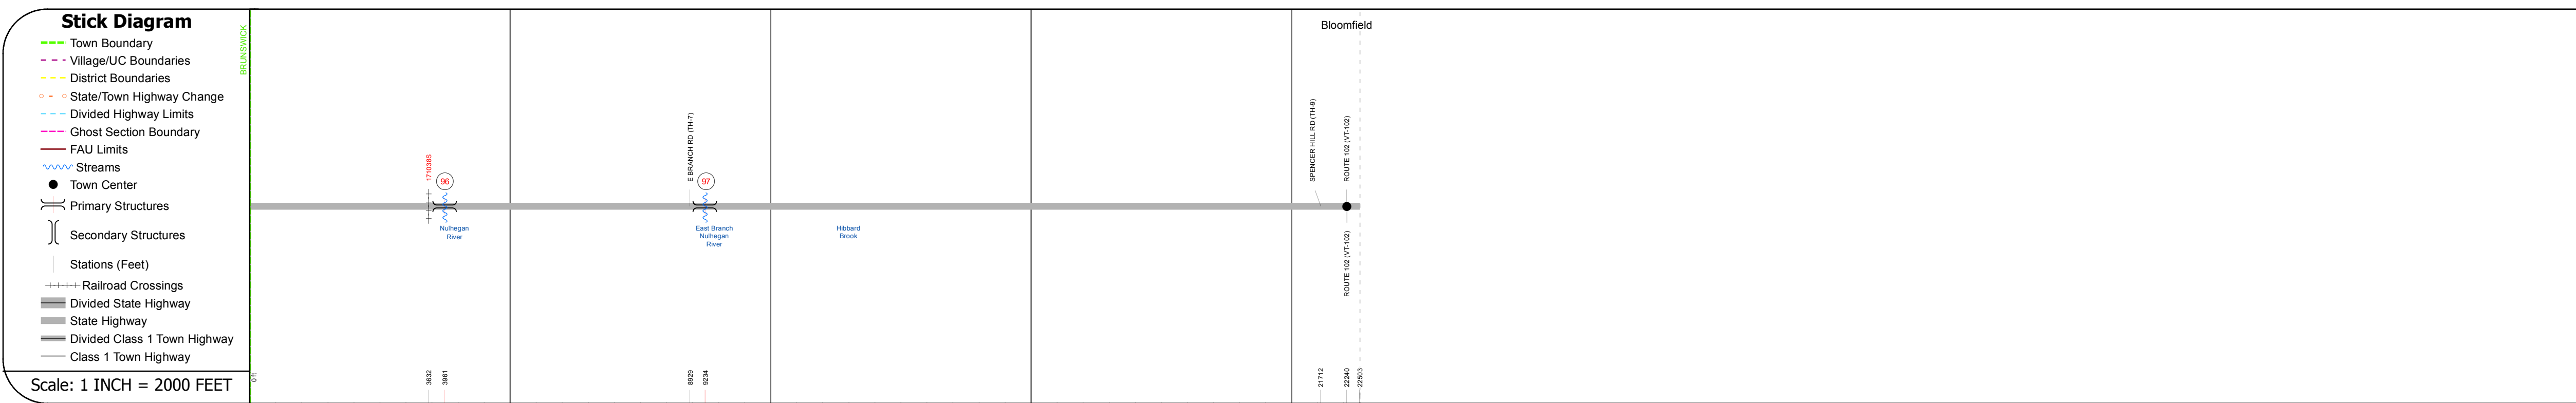 Stick Diagram
Town Boundary
Village/UC Boundaries
District Boundaries
State/Town Highway Change
Divided Highway Limits
Ghost Section Boundary
FAU Limits
Streams
Town Center
Primary Structures
Secondary Structures
Stations (Feet)
Railroad Crossings
Divided State Highway
State Highway
Divided Class 1 Town Highway
Class 1 Town Highway
Scale: 1 INCH = 2000 FEET
BRUNSWICK
Bloomfield
1710385
96
E BRANCH RD (TH-7)
97
SPENCER HILL RD (TH-9)
ROUTE 102 (VT-102)
Nulhegan
River
East Branch
Nulhegan
River
Hibbard
Brook
ROUTE 102 (VT-102)
0 ft
3632
3961
8929
9234
21712
22240
22503